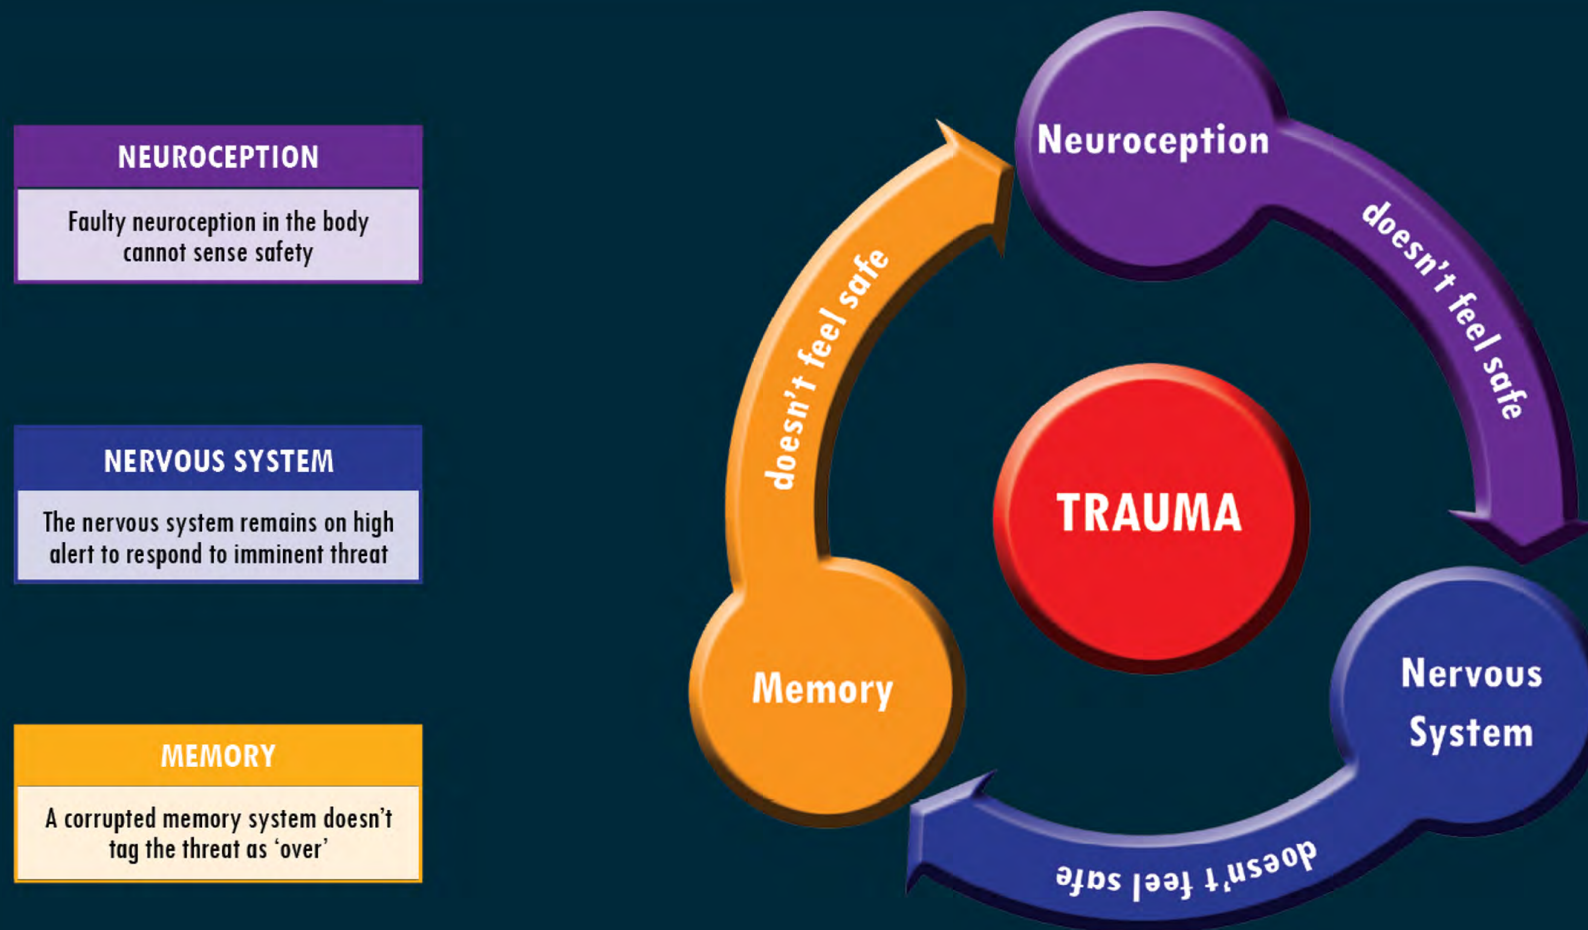 NEUROCEPTION
Faulty neuroception in the body
cannot sense safety
NERVOUS SYSTEM
The nervous system remains on high
alert to respond to imminent threat
MEMORY
A corrupted memory system doesn't
tag the threat as 'over'
Neuroception
doesn't feel safe
TRAUMA
Nervous
System
doesn't feel safe
Memory
doesn't feel safe